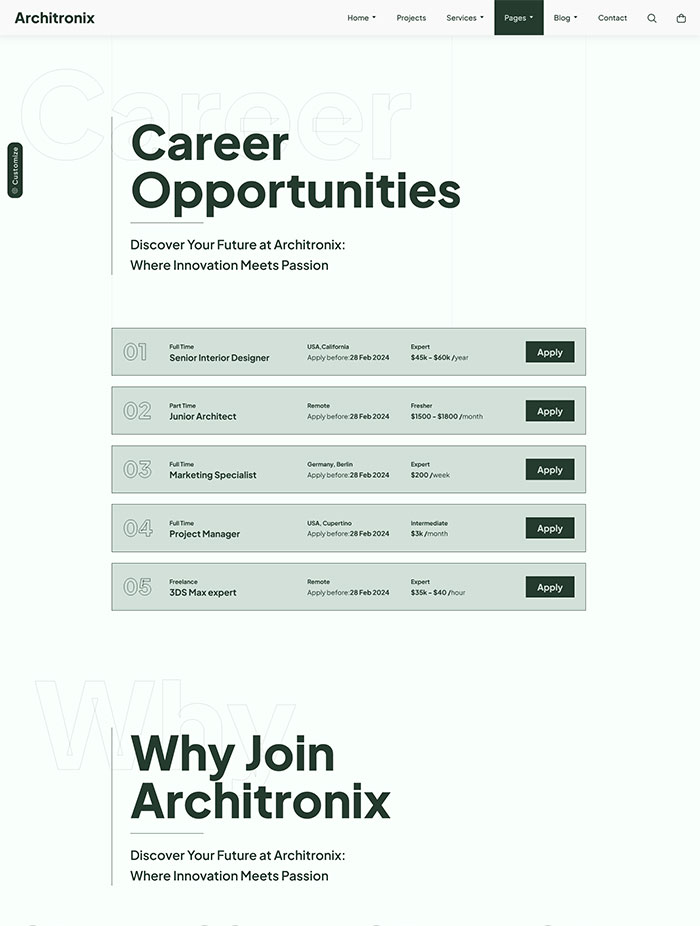 Architronix
Home
Projects
Services
Pages
Blog
Contact
Customize
Career
Career
Opportunities
Discover Your Future at Architronix:
Where Innovation Meets Passion
01
Full Time
Senior Interior Designer
USA,California
Apply before:28 Feb 2024
Expert
$45k - $60k /year
Apply
02
Part Time
Junior Architect
Remote
Apply before:28 Feb 2024
Fresher
$1500 - $1800 /month
Apply
03
Full Time
Marketing Specialist
Germany, Berlin
Apply before:28 Feb 2024
Expert
$200 /week
Apply
04
Full Time
Project Manager
USA, Cupertino
Apply before:28 Feb 2024
Intermediate
$3k /month
Apply
05
Freelance
3DS Max expert
Remote
Apply before:28 Feb 2024
Expert
$35k - $40 /hour
Apply
Why
Why Join
Architronix
Discover Your Future at Architronix:
Where Innovation Meets Passion